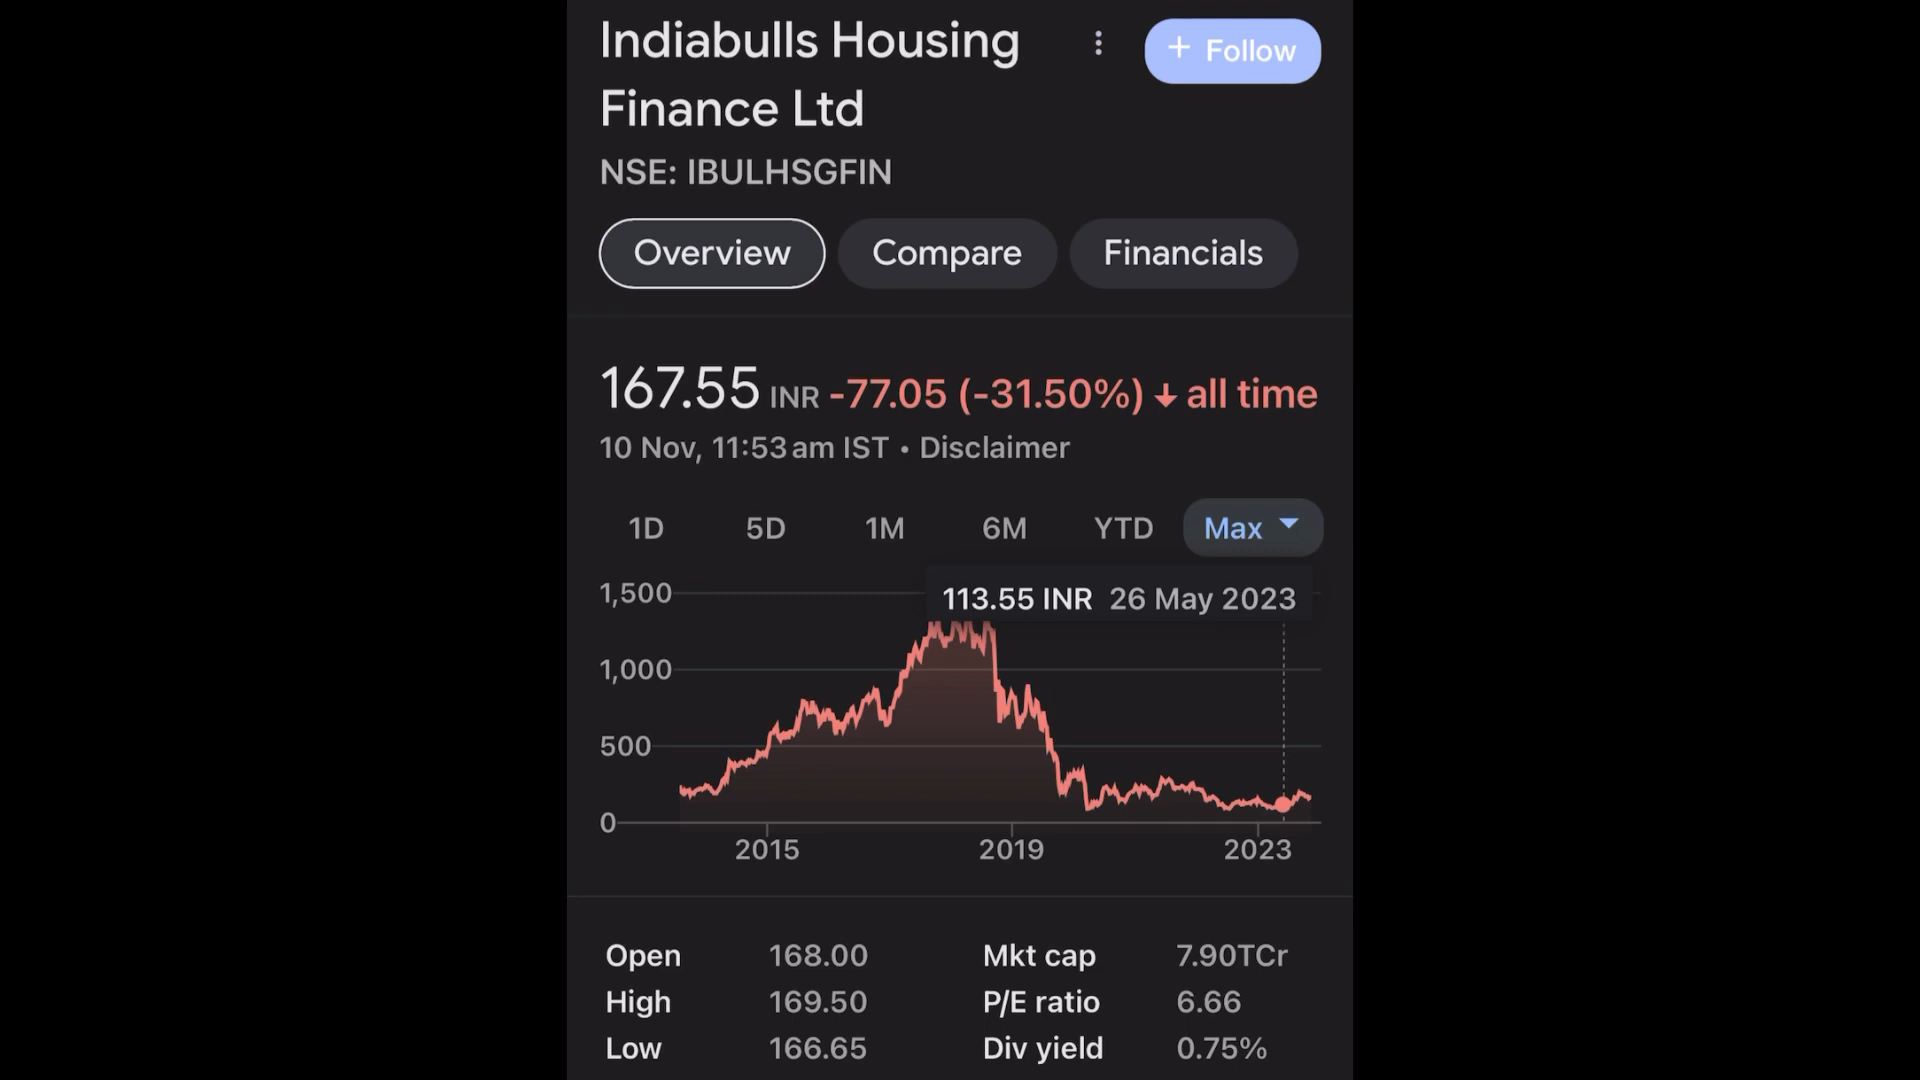 Indiabulls Housing
Finance Ltd
+ Follow
NSE: IBULHSGFIN
Overview Compare Financials
167.55 INR -77.05 (-31.50%) ↓ all time
10 Nov, 11:53 am IST • Disclaimer
1D 5D 1M 6M YTD Max
113.55 INR 26 May 2023
1,500
1,000
500
0
2015 2019 2023
Open 168.00 Mkt cap 7.90TCr
High 169.50 P/E ratio 6.66
Low 166.65 Div yield 0.75%